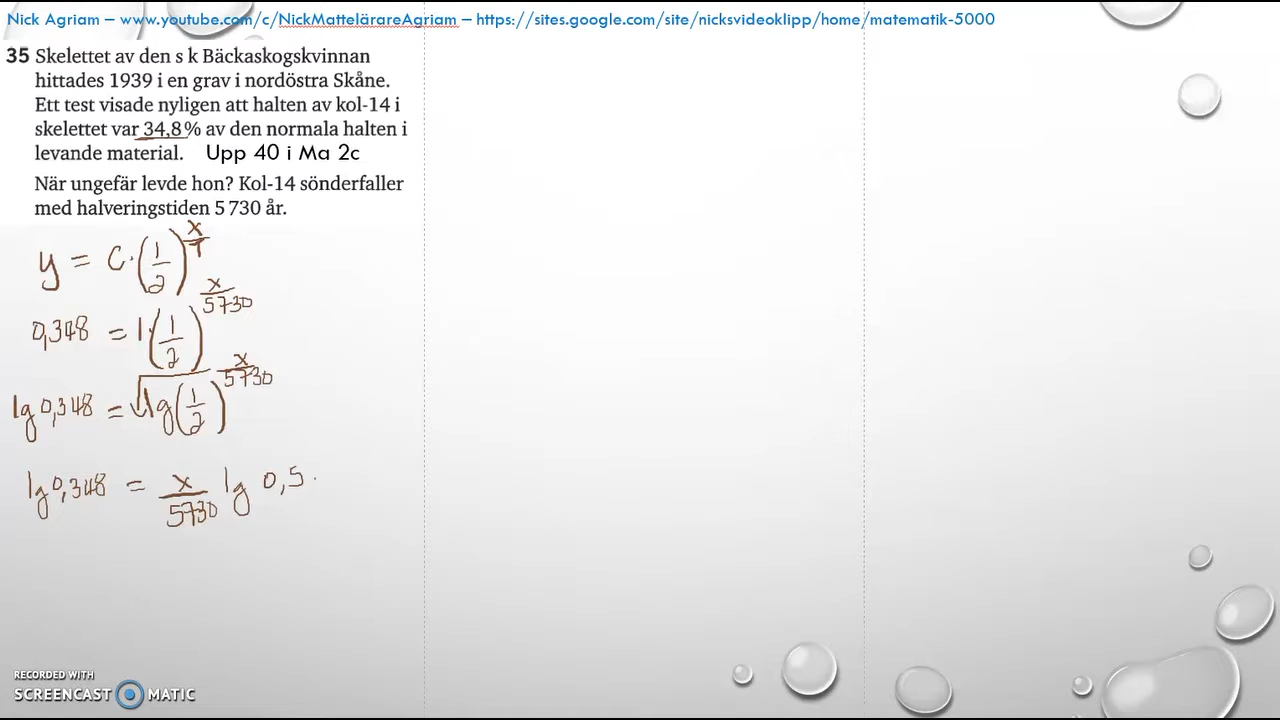 Nick Agriam – www.youtube.com/c/NickMattelärareAgriam – https://sites.google.com/site/nicksvideoklipp/home/matematik-5000
35 Skelettet av den s k Bäckaskogskvinnan
hittades 1939 i en grav i nordöstra Skåne.
Ett test visade nyligen att halten av kol-14 i
skelettet var 34,8% av den normala halten i
levande material. Upp 40 i Ma 2c
När ungefär levde hon? Kol-14 sönderfaller
med halveringstiden 5 730 år.
y = C·(1/2)^(x/T)
0,348 = 1·(1/2)^(x/5730)
lg 0,348 = lg(1/2)^(x/5730)
lg 0,348 = x/5730 lg 0,5
RECORDED WITH
SCREENCAST MATIC